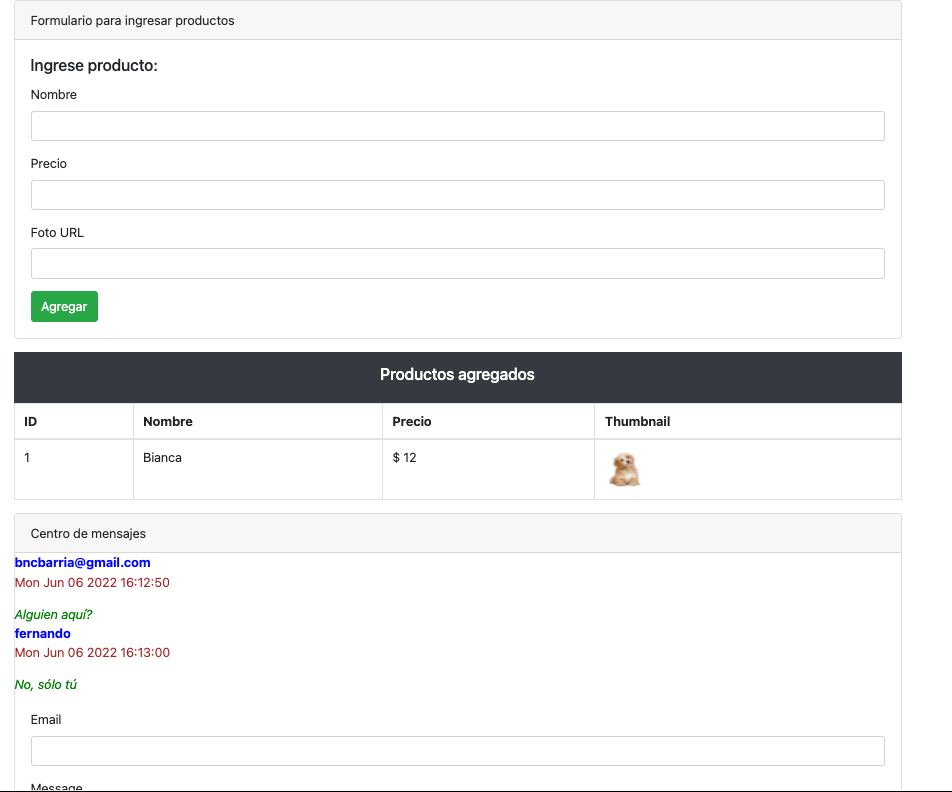 Formulario para ingresar productos
Ingrese producto:
Nombre
Precio
Foto URL
Agregar
Productos agregados
ID Nombre Precio Thumbnail
1 Bianca $ 12
Centro de mensajes
bncbarria@gmail.com
Mon Jun 06 2022 16:12:50
Alguien aquí?
fernando
Mon Jun 06 2022 16:13:00
No, sólo tú
Email
Message